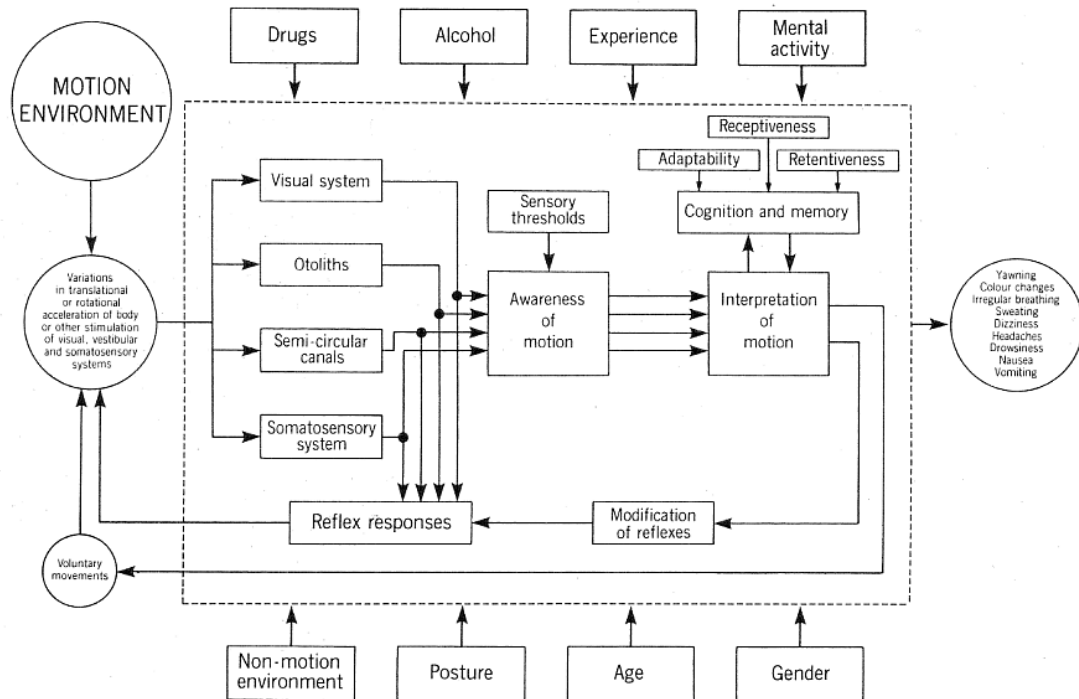 Drugs
Alcohol
Experience
Mental
activity
MOTION
ENVIRONMENT
Receptiveness
Adaptability
Retentiveness
Visual system
Sensory
thresholds
Cognition and memory
Otoliths
Variations
in translational
or rotational
acceleration of body
or other stimulation
of visual, vestibular
and somatosensory
systems
Awareness
of
motion
Interpretation
of
motion
Yawning
Colour changes
Irregular breathing
Sweating
Dizziness
Headaches
Drowsiness
Nausea
Vomiting
Semi-circular
canals
Somatosensory
system
Reflex responses
Modification
of reflexes
Voluntary
movements
Non-motion
environment
Posture
Age
Gender